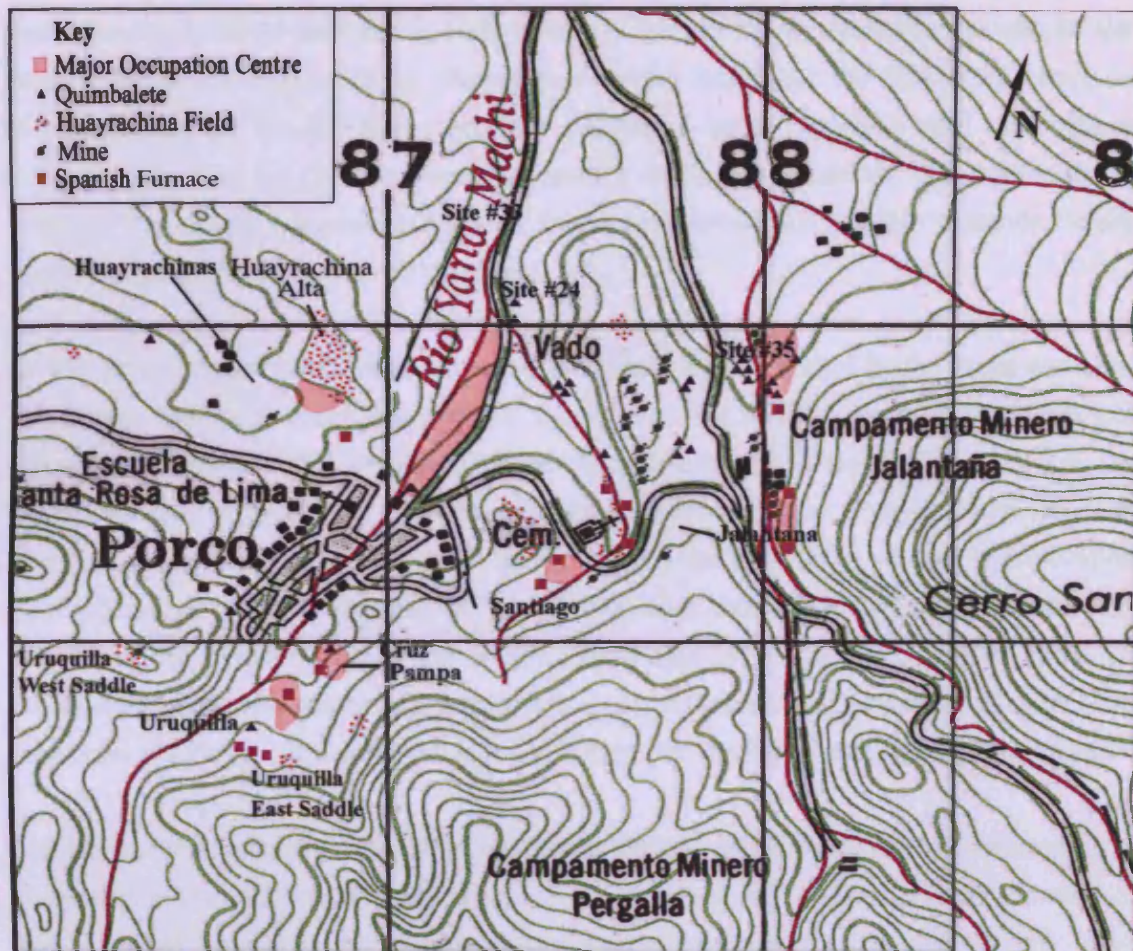 Key
Major Occupation Centre
Quimbalete
Huayrachina Field
Mine
Spanish Furnace
N
87
88
8
Río Yana Machi
Site #33
Huayrachinas
Huayrachina
Alta
Site #24
Vado
Site #35
Campamento Minero
Jalantaña
Escuela
anta Rosa de Lima
Porco
Cem.
Jalantana
Santiago
Cerro San
Cruz
Pampa
Uruquilla
West Saddle
Uruquilla
Uruquilla
East Saddle
Campamento Minero
Pergalla